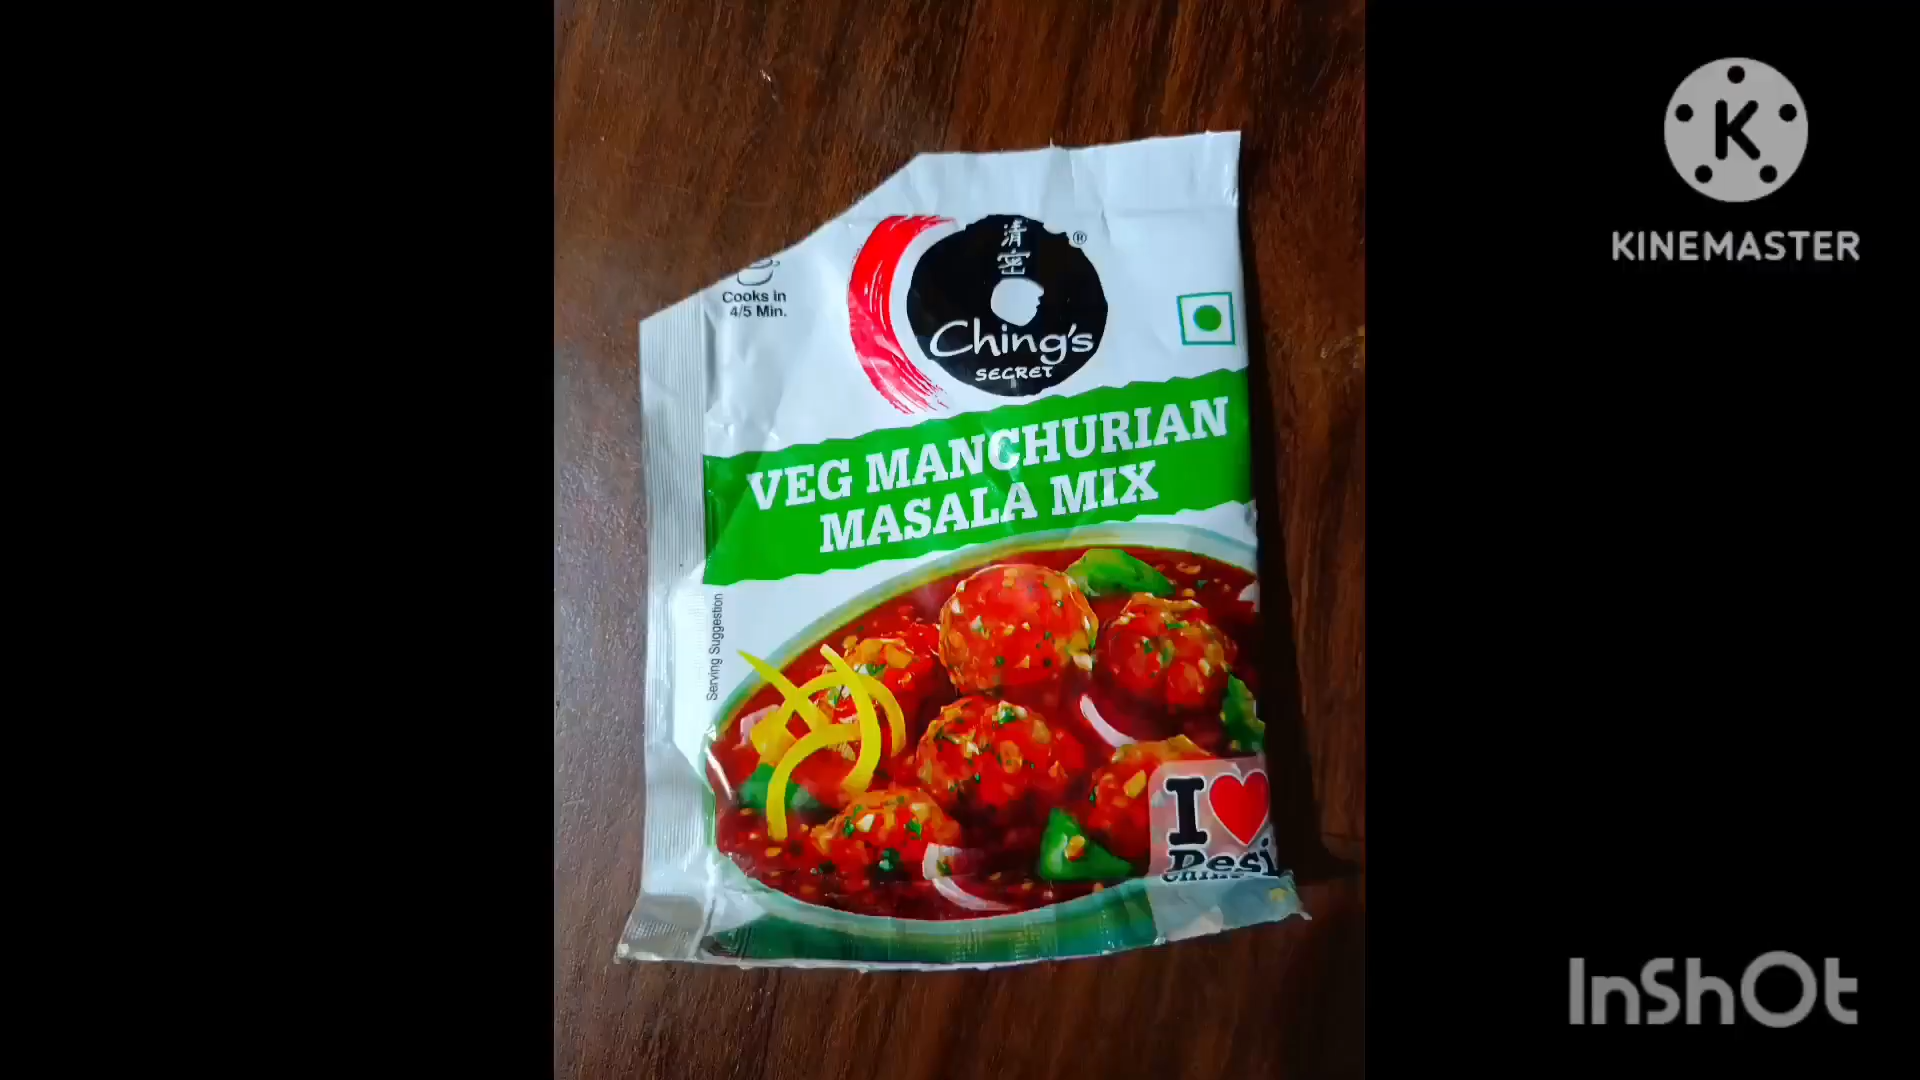 清
密
®
Ching's
SECRET
Cooks in
4/5 Min.
VEG MANCHURIAN
MASALA MIX
Serving Suggestion
I
Desi
K
KINEMASTER
InShOt